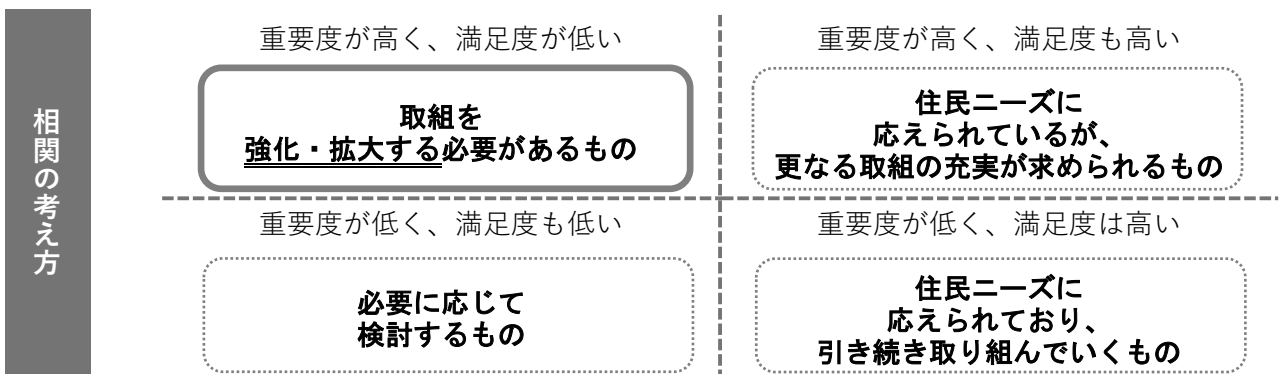 相関の考え方
重要度が高く、満足度が低い
取組を
強化・拡大する必要があるもの
重要度が高く、満足度も高い
住民ニーズに
応えられているが、
更なる取組の充実が求められるもの
重要度が低く、満足度も低い
必要に応じて
検討するもの
重要度が低く、満足度は高い
住民ニーズに
応えられており、
引き続き取り組んでいくもの